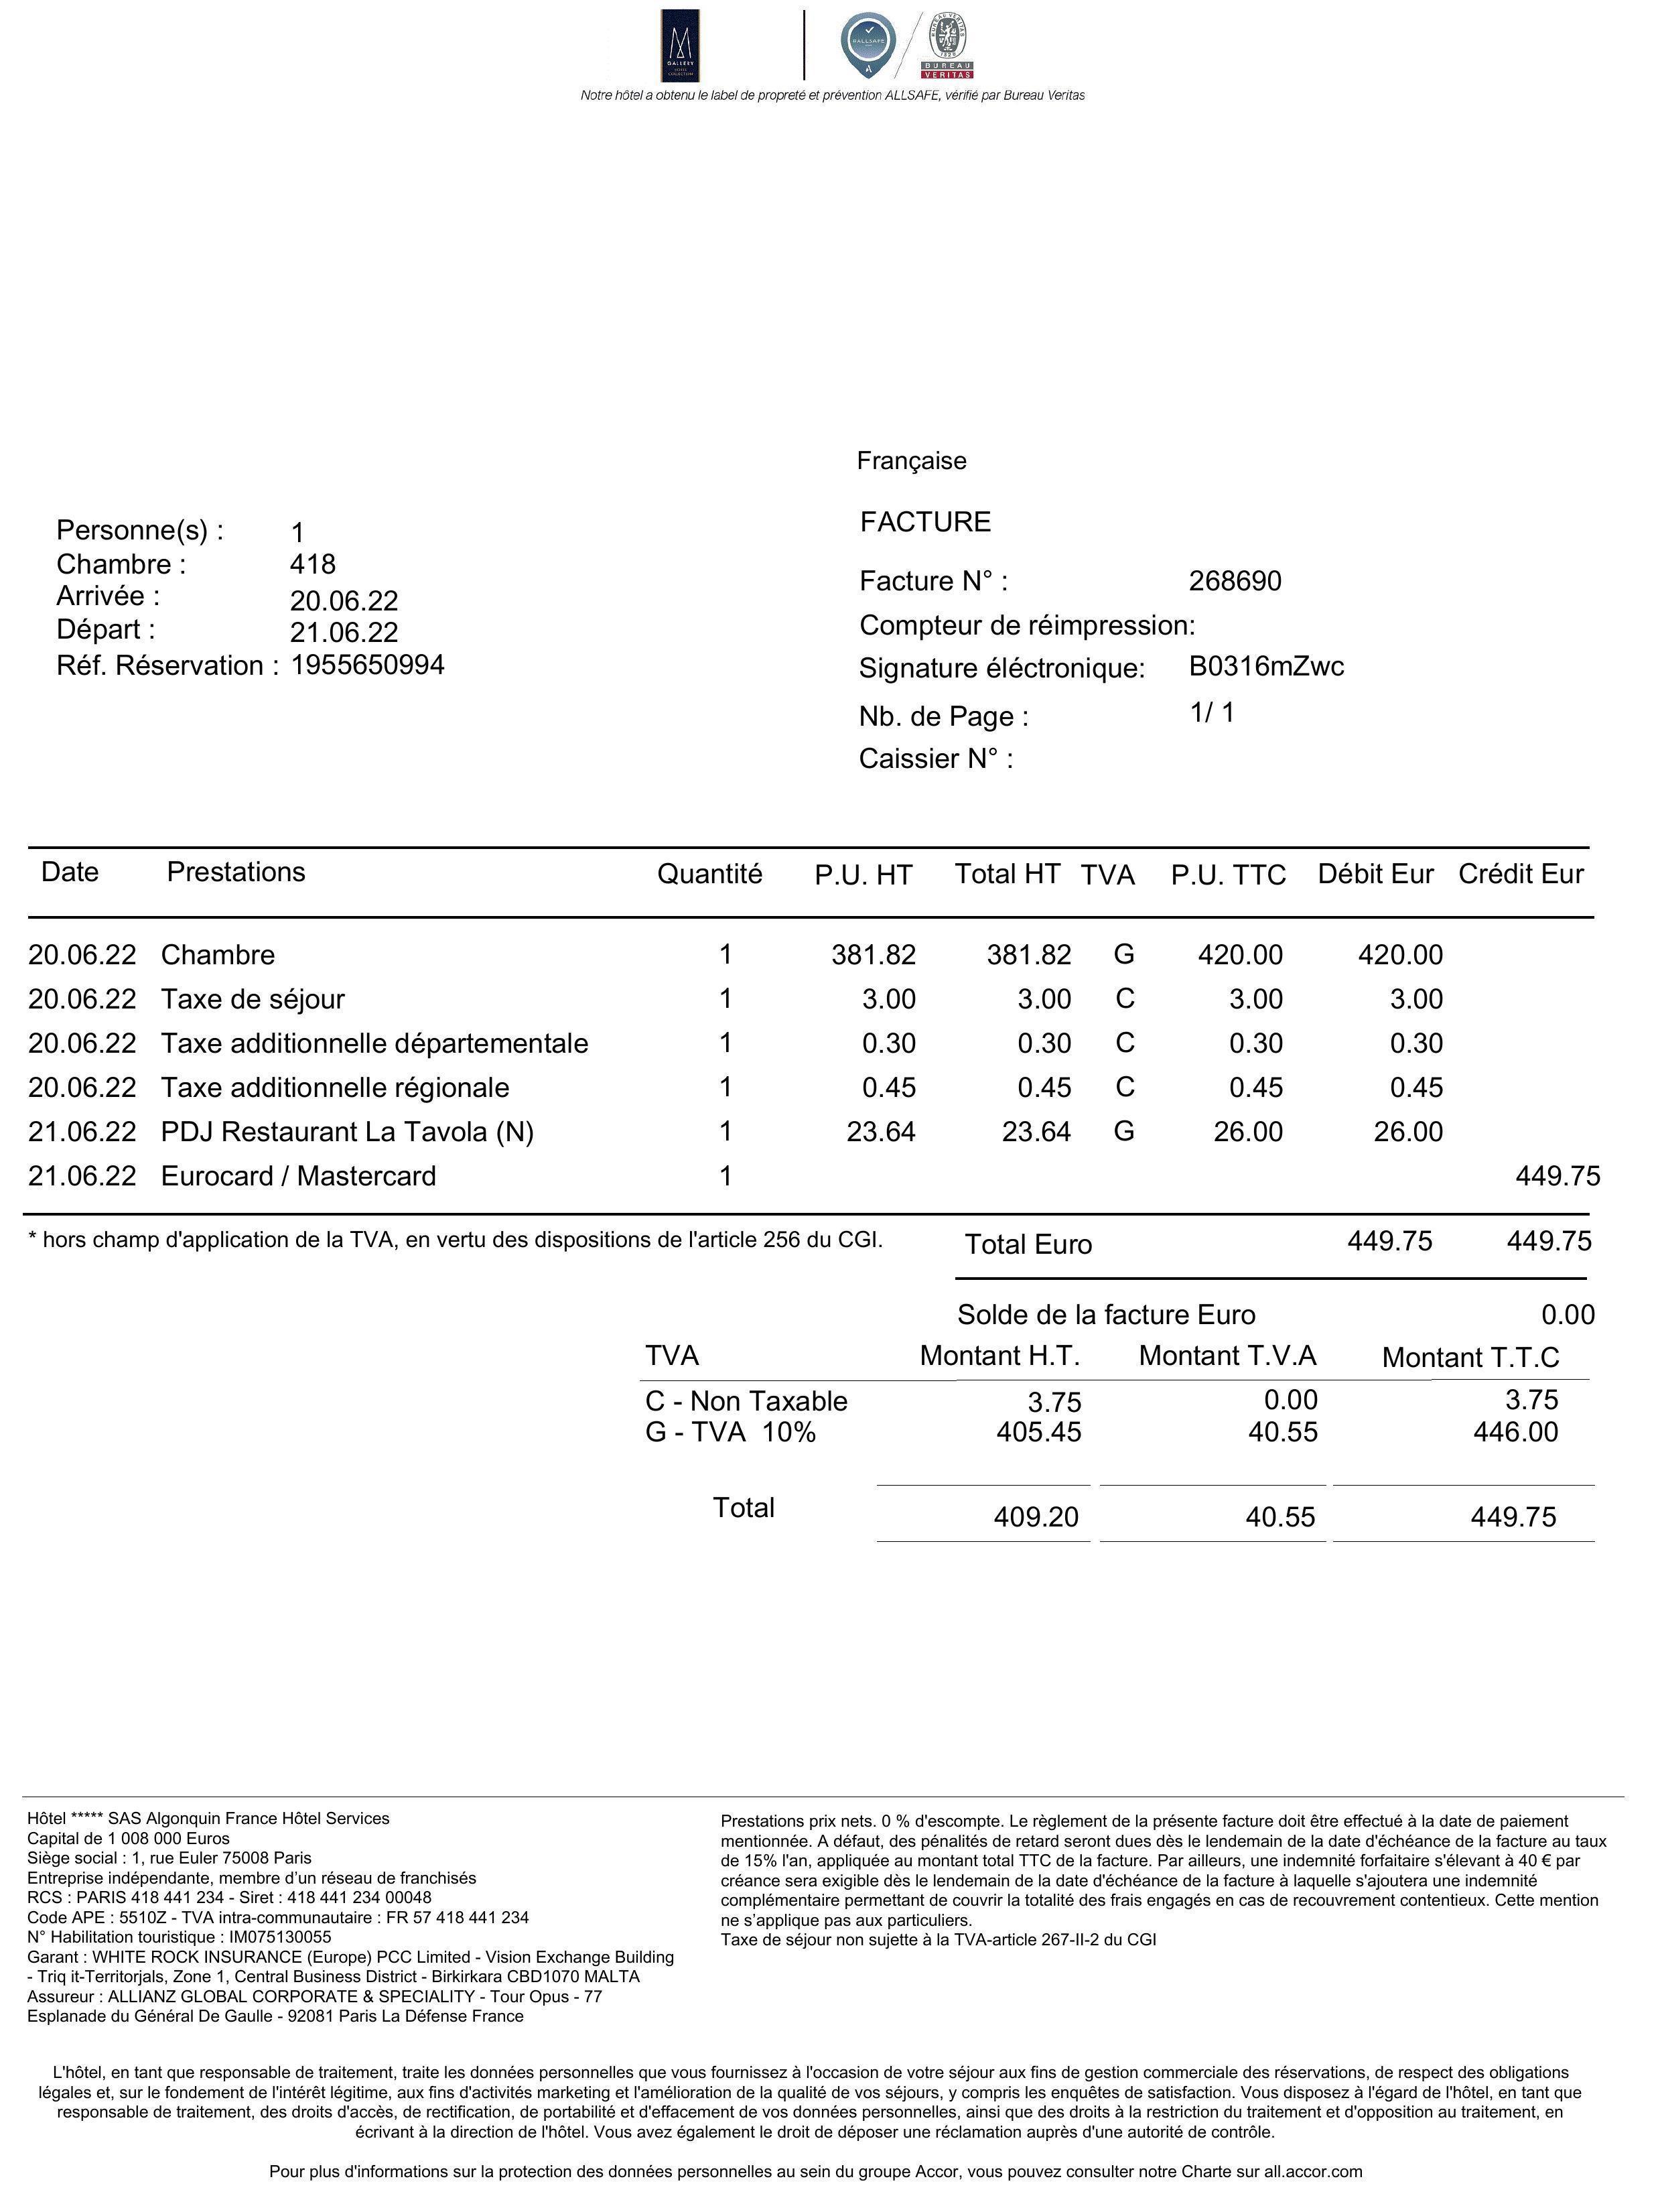 GALLERY
HOTEL
COLLECTION
ALLSAFE
BUREAU VERITAS
1828
BUREAU
VERITAS
Notre hôtel a obtenu le label de propreté et prévention ALLSAFE, vérifié par Bureau Veritas
Française
FACTURE
Personne(s) : 1
Chambre : 418
Arrivée : 20.06.22
Départ : 21.06.22
Réf. Réservation : 1955650994
Facture N° : 268690
Compteur de réimpression:
Signature éléctronique: B0316mZwc
Nb. de Page : 1/ 1
Caissier N° :
Date Prestations Quantité P.U. HT Total HT TVA P.U. TTC Débit Eur Crédit Eur
20.06.22 Chambre 1 381.82 381.82 G 420.00 420.00
20.06.22 Taxe de séjour 1 3.00 3.00 C 3.00 3.00
20.06.22 Taxe additionnelle départementale 1 0.30 0.30 C 0.30 0.30
20.06.22 Taxe additionnelle régionale 1 0.45 0.45 C 0.45 0.45
21.06.22 PDJ Restaurant La Tavola (N) 1 23.64 23.64 G 26.00 26.00
21.06.22 Eurocard / Mastercard 1 449.75
* hors champ d'application de la TVA, en vertu des dispositions de l'article 256 du CGI. Total Euro 449.75 449.75
Solde de la facture Euro 0.00
TVA Montant H.T. Montant T.V.A Montant T.T.C
C - Non Taxable 3.75 0.00 3.75
G - TVA 10% 405.45 40.55 446.00
Total 409.20 40.55 449.75
Hôtel ***** SAS Algonquin France Hôtel Services
Capital de 1 008 000 Euros
Siège social : 1, rue Euler 75008 Paris
Entreprise indépendante, membre d’un réseau de franchisés
RCS : PARIS 418 441 234 - Siret : 418 441 234 00048
Code APE : 5510Z - TVA intra-communautaire : FR 57 418 441 234
N° Habilitation touristique : IM075130055
Garant : WHITE ROCK INSURANCE (Europe) PCC Limited - Vision Exchange Building
- Triq it-Territorjals, Zone 1, Central Business District - Birkirkara CBD1070 MALTA
Assureur : ALLIANZ GLOBAL CORPORATE & SPECIALITY - Tour Opus - 77
Esplanade du Général De Gaulle - 92081 Paris La Défense France
Prestations prix nets. 0 % d'escompte. Le règlement de la présente facture doit être effectué à la date de paiement
mentionnée. A défaut, des pénalités de retard seront dues dès le lendemain de la date d'échéance de la facture au taux
de 15% l'an, appliquée au montant total TTC de la facture. Par ailleurs, une indemnité forfaitaire s'élevant à 40 € par
créance sera exigible dès le lendemain de la date d'échéance de la facture à laquelle s'ajoutera une indemnité
complémentaire permettant de couvrir la totalité des frais engagés en cas de recouvrement contentieux. Cette mention
ne s’applique pas aux particuliers.
Taxe de séjour non sujette à la TVA-article 267-II-2 du CGI
L'hôtel, en tant que responsable de traitement, traite les données personnelles que vous fournissez à l'occasion de votre séjour aux fins de gestion commerciale des réservations, de respect des obligations
légales et, sur le fondement de l'intérêt légitime, aux fins d'activités marketing et l'amélioration de la qualité de vos séjours, y compris les enquêtes de satisfaction. Vous disposez à l'égard de l'hôtel, en tant que
responsable de traitement, des droits d'accès, de rectification, de portabilité et d'effacement de vos données personnelles, ainsi que des droits à la restriction du traitement et d'opposition au traitement, en
écrivant à la direction de l'hôtel. Vous avez également le droit de déposer une réclamation auprès d'une autorité de contrôle.
Pour plus d'informations sur la protection des données personnelles au sein du groupe Accor, vous pouvez consulter notre Charte sur all.accor.com